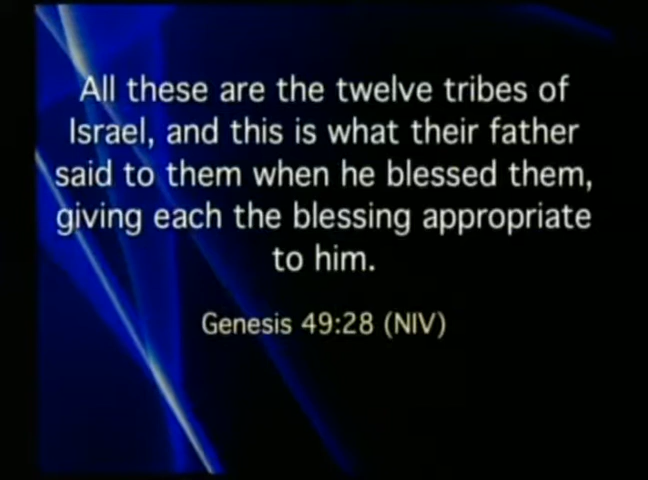 All these are the twelve tribes of
Israel, and this is what their father
said to them when he blessed them,
giving each the blessing appropriate
to him.
Genesis 49:28 (NIV)